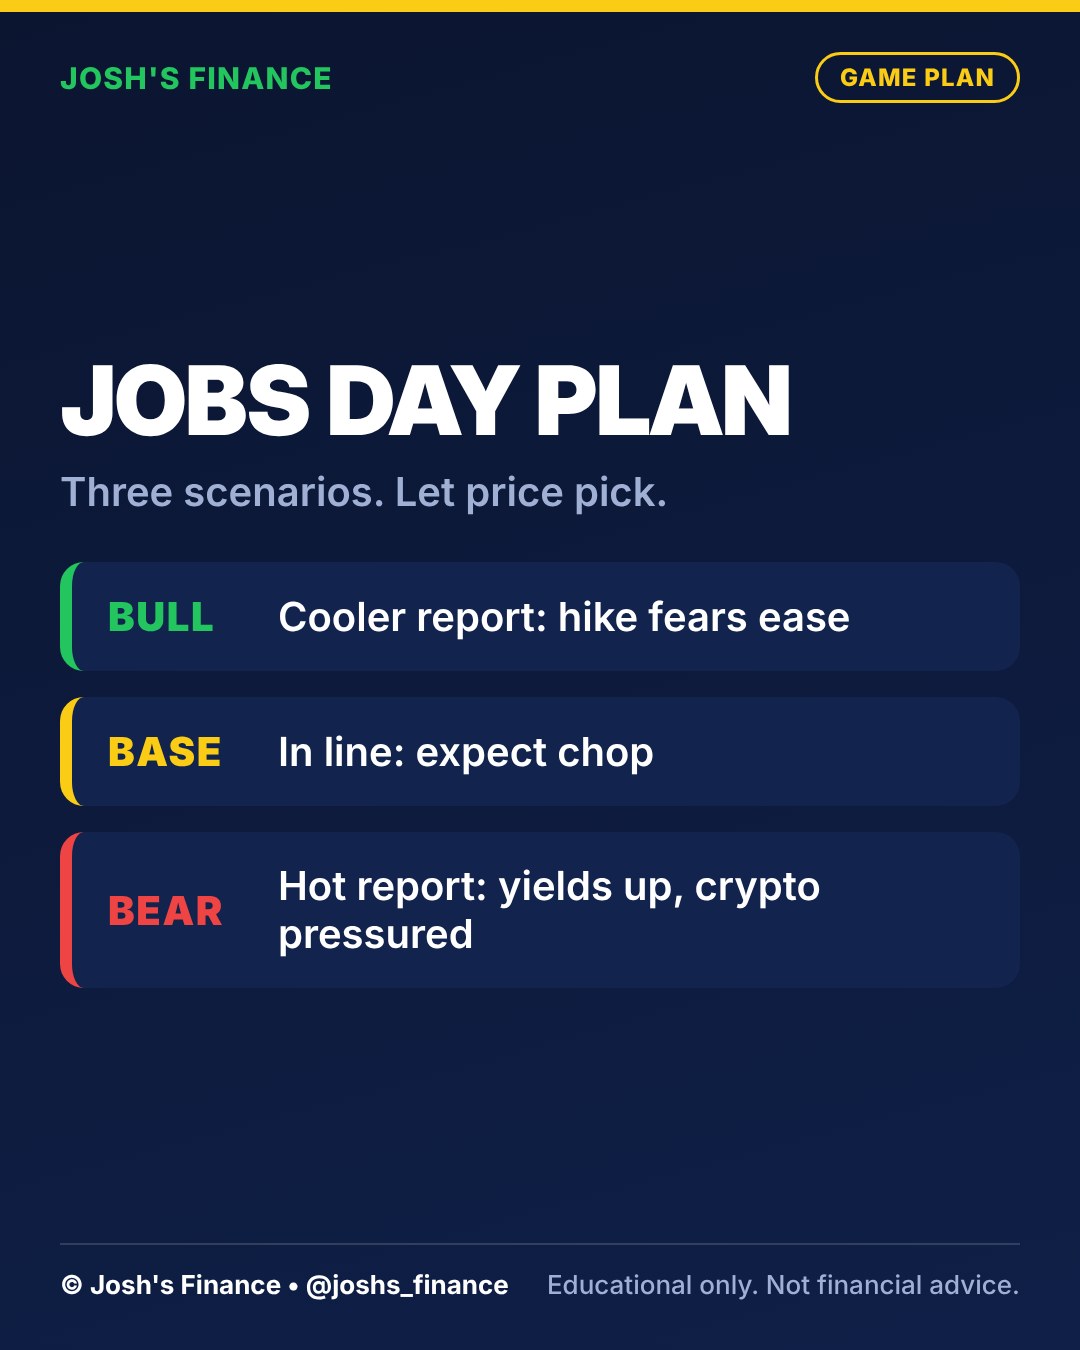 JOSH'S FINANCE
GAME PLAN
JOBS DAY PLAN
Three scenarios. Let price pick.
BULL Cooler report: hike fears ease
BASE In line: expect chop
BEAR Hot report: yields up, crypto
pressured
© Josh's Finance • @joshs_finance Educational only. Not financial advice.